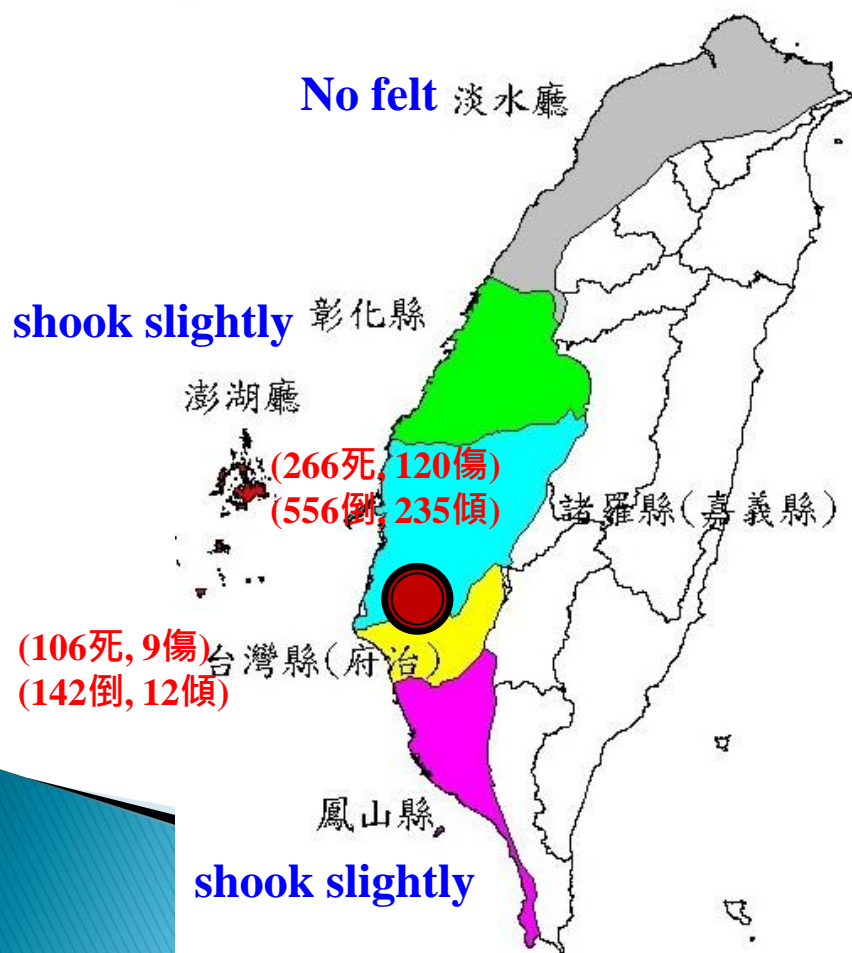 No felt 淡水廳
shook slightly 彰化縣
澎湖廳
(266死, 120傷)
(556倒, 235傾)
諸羅縣(嘉義縣)
(106死, 9傷)
(142倒, 12傾)
台灣縣(府治)
鳳山縣
shook slightly